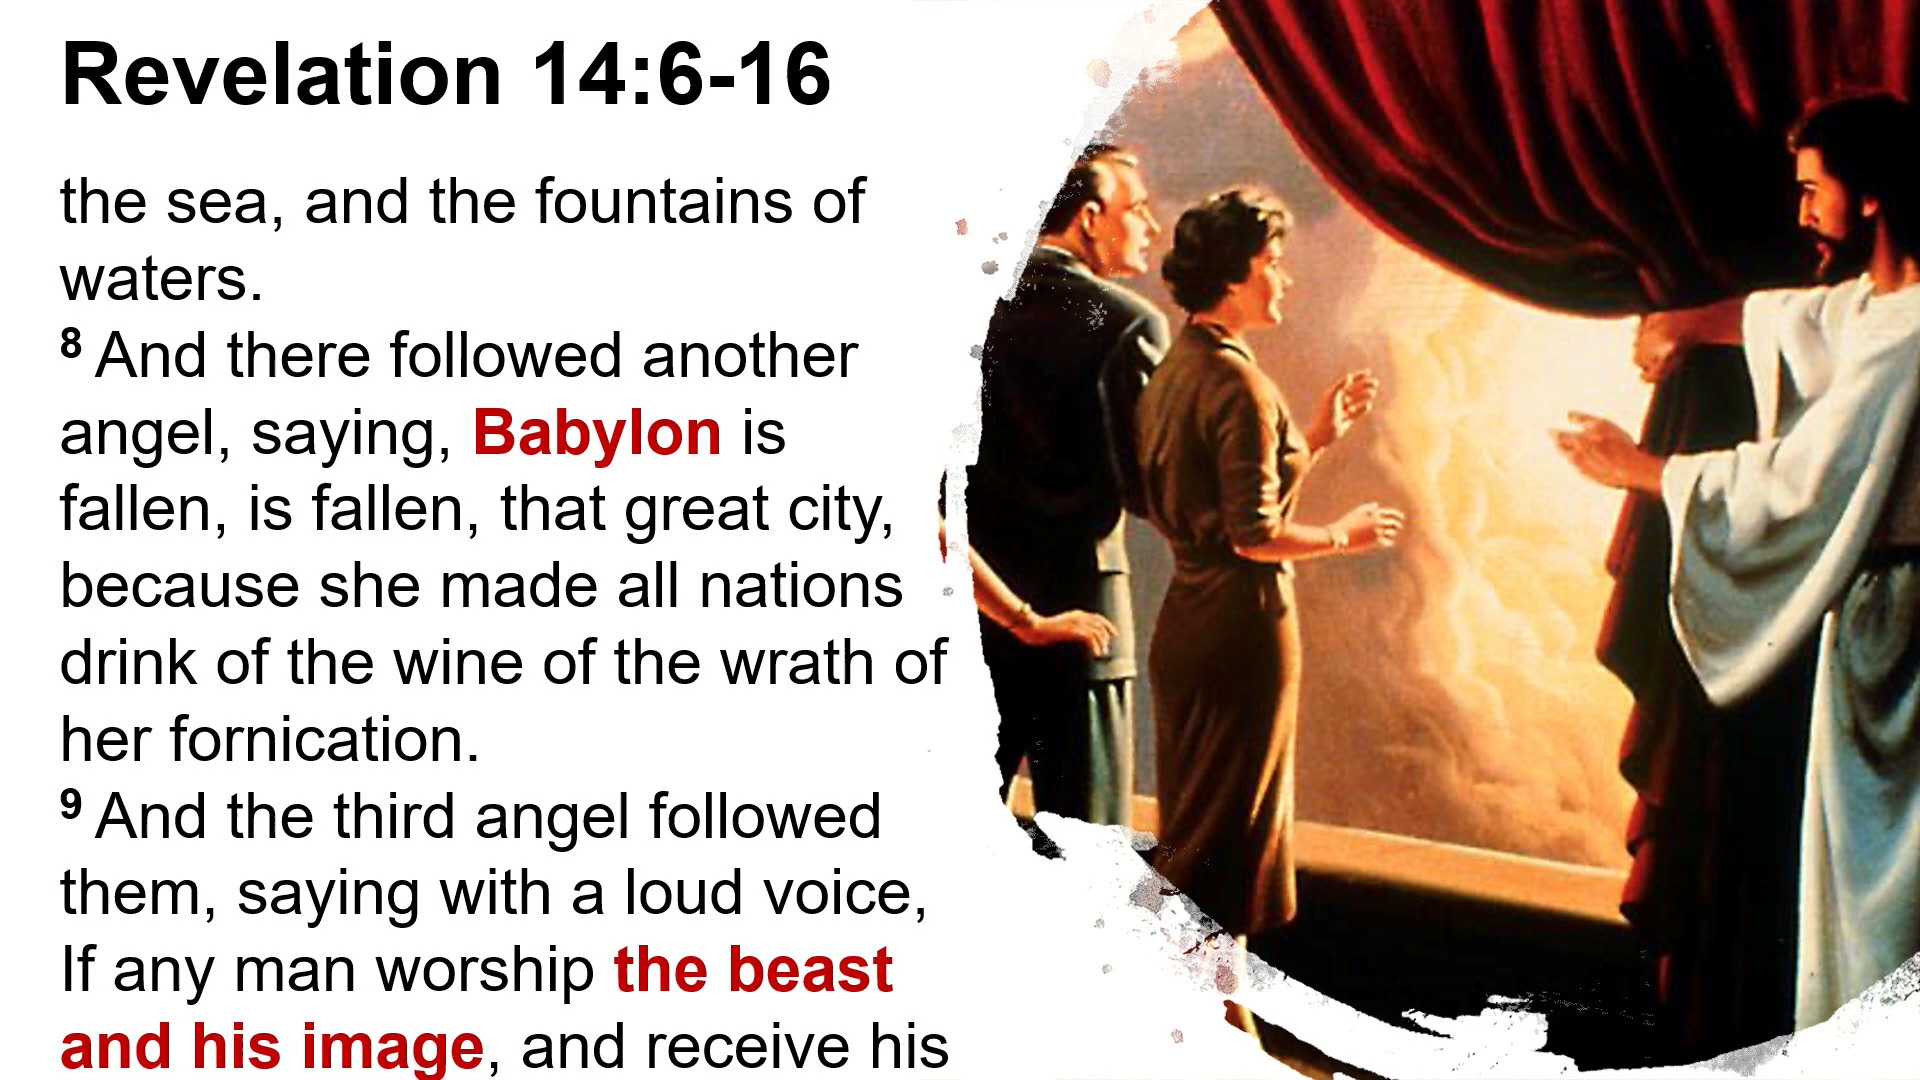 Revelation 14:6-16
the sea, and the fountains of
waters.
8 And there followed another
angel, saying, Babylon is
fallen, is fallen, that great city,
because she made all nations
drink of the wine of the wrath of
her fornication.
9 And the third angel followed
them, saying with a loud voice,
If any man worship the beast
and his image, and receive his